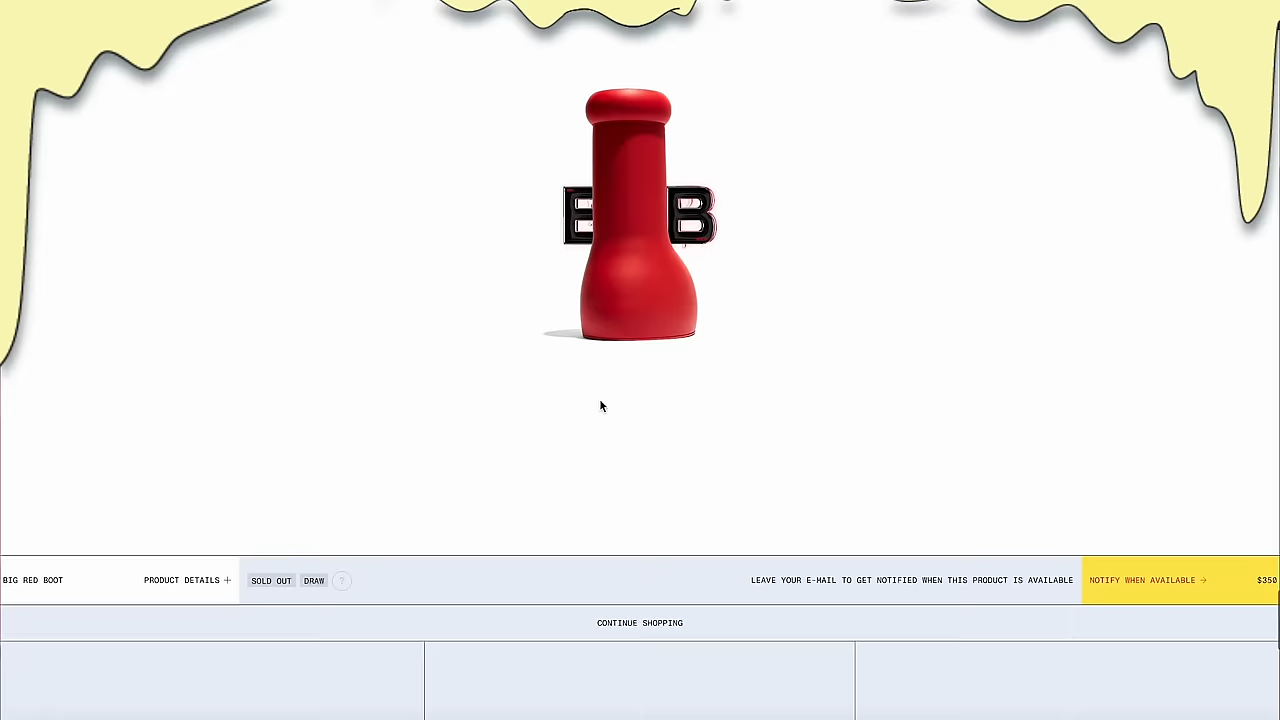 E B
BIG RED BOOT
PRODUCT DETAILS +
SOLD OUT
DRAW
?
LEAVE YOUR E-MAIL TO GET NOTIFIED WHEN THIS PRODUCT IS AVAILABLE
NOTIFY WHEN AVAILABLE →
$350
CONTINUE SHOPPING